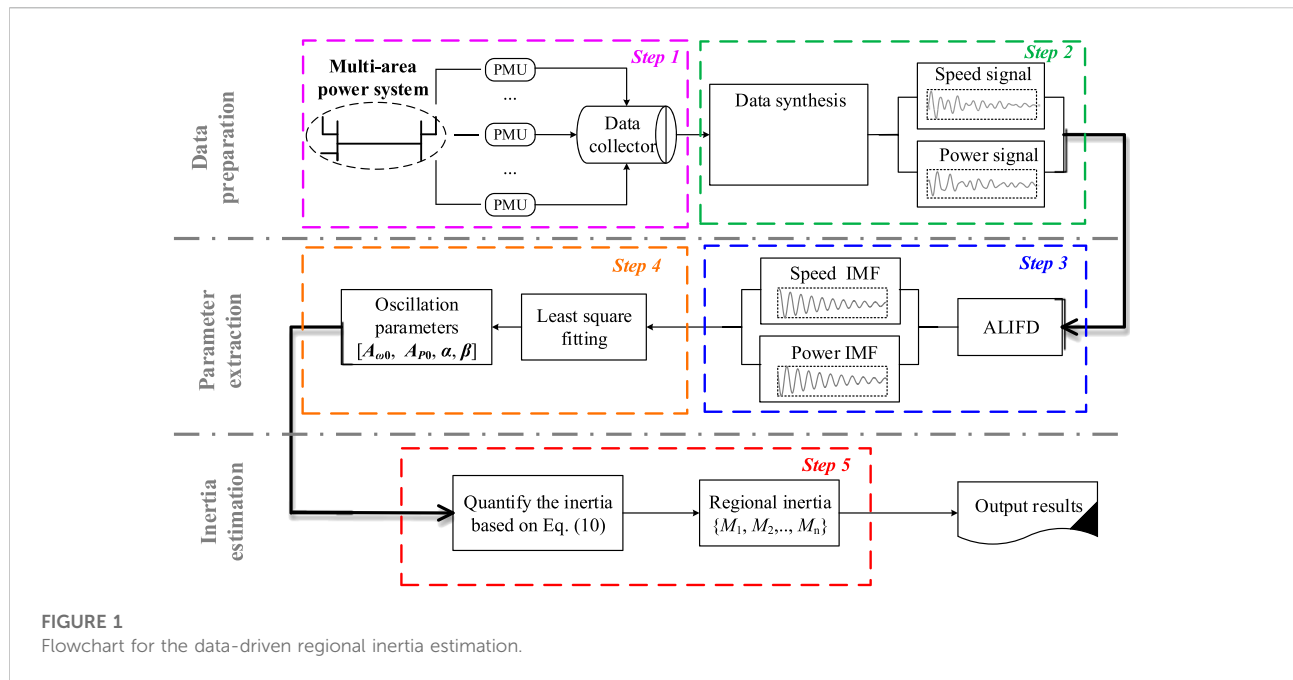 Data
preparation
Step 1
Multi-area
power system
PMU
...
PMU
...
PMU
Data
collector
Step 2
Data synthesis
Speed signal
Power signal
Parameter
extraction
Step 3
ALIFD
Speed IMF
Power IMF
Step 4
Least square
fitting
Oscillation
parameters
[Aω0, AP0, α, β]
Inertia
estimation
Step 5
Quantify the inertia
based on Eq. (10)
Regional inertia
{M1, M2,.., Mn}
Output results
FIGURE 1
Flowchart for the data-driven regional inertia estimation.